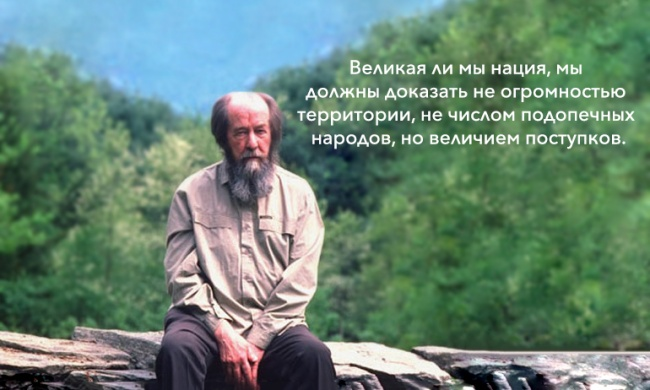 Великая ли мы нация, мы
должны доказать не огромностью
территории, не числом подопечных
народов, но величием поступков.